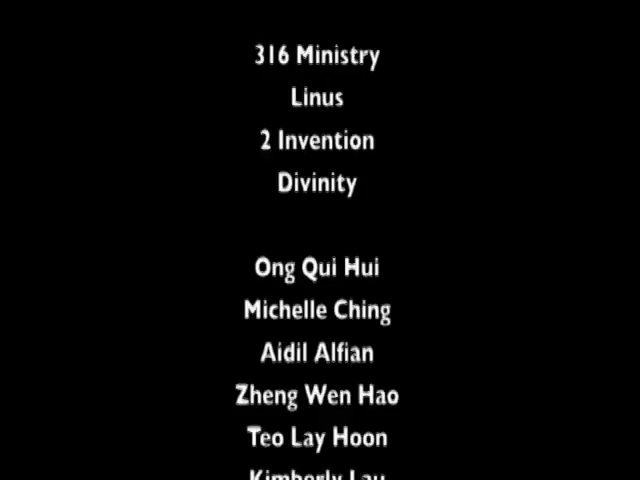 316 Ministry
Linus
2 Invention
Divinity
Ong Qui Hui
Michelle Ching
Aidil Alfian
Zheng Wen Hao
Teo Lay Hoon
Kimberly Lau